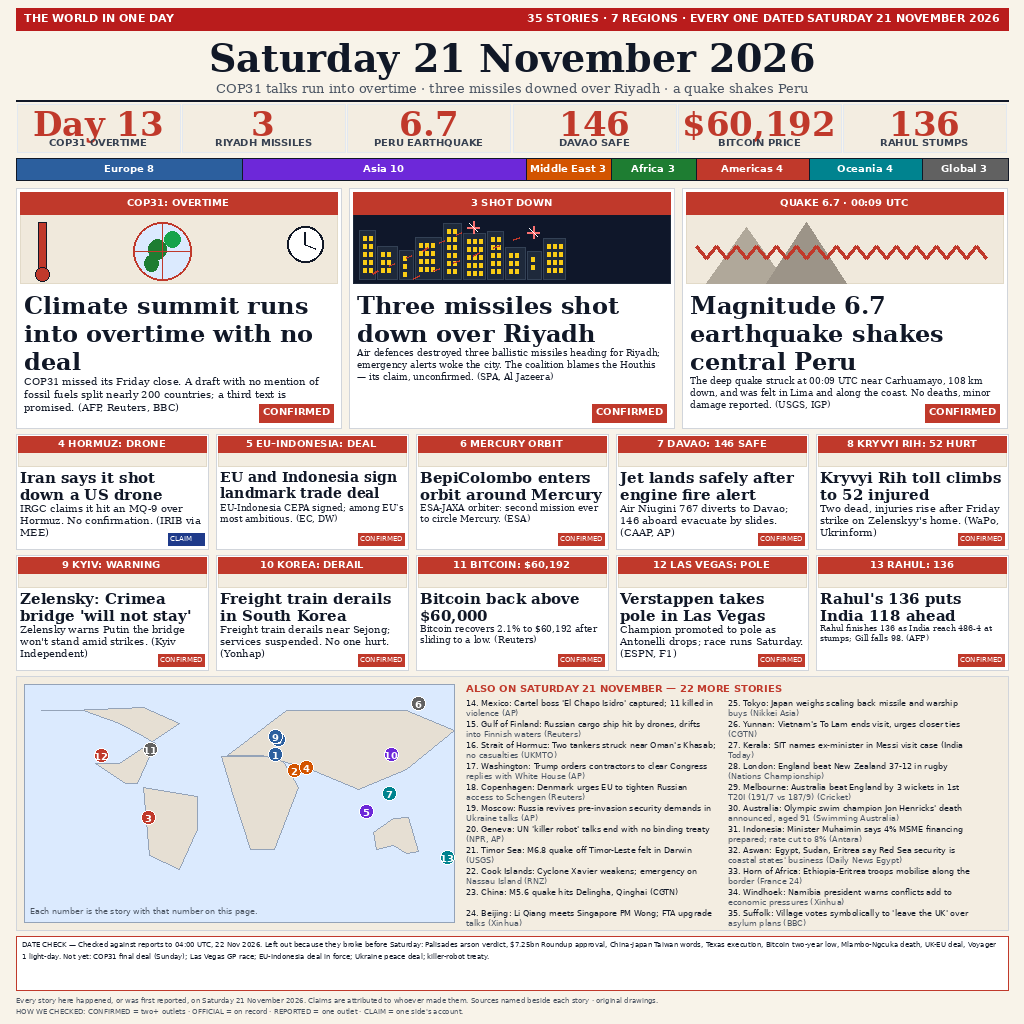 THE WORLD IN ONE DAY
35 STORIES · 7 REGIONS · EVERY ONE DATED SATURDAY 21 NOVEMBER 2026
Saturday 21 November 2026
COP31 talks run into overtime · three missiles downed over Riyadh · a quake shakes Peru
Day 13
COP31 OVERTIME
3
RIYADH MISSILES
6.7
PERU EARTHQUAKE
146
DAVAO SAFE
$60,192
BITCOIN PRICE
136
RAHUL STUMPS
Europe 8
Asia 10
Middle East 3
Africa 3
Americas 4
Oceania 4
Global 3
COP31: OVERTIME
Climate summit runs
into overtime with no
deal
COP31 missed its Friday close. A draft with no mention of
fossil fuels split nearly 200 countries; a third text is
promised. (AFP, Reuters, BBC)
CONFIRMED
3 SHOT DOWN
Three missiles shot
down over Riyadh
Air defences destroyed three ballistic missiles heading for Riyadh;
emergency alerts woke the city. The coalition blames the Houthis
— its claim, unconfirmed. (SPA, Al Jazeera)
CONFIRMED
QUAKE 6.7 · 00:09 UTC
Magnitude 6.7
earthquake shakes
central Peru
The deep quake struck at 00:09 UTC near Carhuamayo, 108 km
down, and was felt in Lima and along the coast. No deaths, minor
damage reported. (USGS, IGP)
CONFIRMED
4 HORMUZ: DRONE
Iran says it shot
down a US drone
IRGC claims it hit an MQ-9 over
Hormuz. No confirmation. (IRIB via
MEE)
CLAIM
5 EU-INDONESIA: DEAL
EU and Indonesia sign
landmark trade deal
EU-Indonesia CEPA signed; among EU's
most ambitious. (EC, DW)
CONFIRMED
6 MERCURY ORBIT
BepiColombo enters
orbit around Mercury
ESA-JAXA orbiter: second mission ever
to circle Mercury. (ESA)
CONFIRMED
7 DAVAO: 146 SAFE
Jet lands safely after
engine fire alert
Air Niugini 767 diverts to Davao;
146 aboard evacuate by slides.
(CAAP, AP)
CONFIRMED
8 KRYVYI RIH: 52 HURT
Kryvyi Rih toll climbs
to 52 injured
Two dead, injuries rise after Friday
strike on Zelenskyy's home. (WaPo,
Ukrinform)
CONFIRMED
9 KYIV: WARNING
Zelensky: Crimea
bridge 'will not stay'
Zelensky warns Putin the bridge
won't stand amid strikes. (Kyiv
Independent)
CONFIRMED
10 KOREA: DERAIL
Freight train derails
in South Korea
Freight train derails near Sejong;
services suspended. No one hurt.
(Yonhap)
CONFIRMED
11 BITCOIN: $60,192
Bitcoin back above
$60,000
Bitcoin recovers 2.1% to $60,192 after
sliding to a low. (Reuters)
CONFIRMED
12 LAS VEGAS: POLE
Verstappen takes
pole in Las Vegas
Champion promoted to pole as
Antonelli drops; race runs Saturday.
(ESPN, F1)
CONFIRMED
13 RAHUL: 136
Rahul's 136 puts
India 118 ahead
Rahul finishes 136 as India reach 486-4 at
stumps; Gill falls 98. (AFP)
CONFIRMED
6
9
12
11
1
10
2
4
7
3
5
13
Each number is the story with that number on this page.
ALSO ON SATURDAY 21 NOVEMBER — 22 MORE STORIES
14. Mexico: Cartel boss 'El Chapo Isidro' captured; 11 killed in
violence (AP)
15. Gulf of Finland: Russian cargo ship hit by drones, drifts
into Finnish waters (Reuters)
16. Strait of Hormuz: Two tankers struck near Oman's Khasab;
no casualties (UKMTO)
17. Washington: Trump orders contractors to clear Congress
replies with White House (AP)
18. Copenhagen: Denmark urges EU to tighten Russian
access to Schengen (Reuters)
19. Moscow: Russia revives pre-invasion security demands in
Ukraine talks (AP)
20. Geneva: UN 'killer robot' talks end with no binding treaty
(NPR, AP)
21. Timor Sea: M6.8 quake off Timor-Leste felt in Darwin
(USGS)
22. Cook Islands: Cyclone Xavier weakens; emergency on
Nassau Island (RNZ)
23. China: M5.6 quake hits Delingha, Qinghai (CGTN)
24. Beijing: Li Qiang meets Singapore PM Wong; FTA upgrade
talks (Xinhua)
25. Tokyo: Japan weighs scaling back missile and warship
buys (Nikkei Asia)
26. Yunnan: Vietnam's To Lam ends visit, urges closer ties
(CGTN)
27. Kerala: SIT names ex-minister in Messi visit case (India
Today)
28. London: England beat New Zealand 37-12 in rugby
(Nations Championship)
29. Melbourne: Australia beat England by 3 wickets in 1st
T20I (191/7 vs 187/9) (Cricket)
30. Australia: Olympic swim champion Jon Henricks' death
announced, aged 91 (Swimming Australia)
31. Indonesia: Minister Muhaimin says 4% MSME financing
prepared; rate cut to 8% (Antara)
32. Aswan: Egypt, Sudan, Eritrea say Red Sea security is
coastal states' business (Daily News Egypt)
33. Horn of Africa: Ethiopia-Eritrea troops mobilise along the
border (France 24)
34. Windhoek: Namibia president warns conflicts add to
economic pressures (Xinhua)
35. Suffolk: Village votes symbolically to 'leave the UK' over
asylum plans (BBC)
DATE CHECK — Checked against reports to 04:00 UTC, 22 Nov 2026. Left out because they broke before Saturday: Palisades arson verdict, $7.25bn Roundup approval, China-Japan Taiwan words, Texas execution, Bitcoin two-year low, Mlambo-Ngcuka death, UK-EU deal, Voyager
1 light-day. Not yet: COP31 final deal (Sunday); Las Vegas GP race; EU-Indonesia deal in force; Ukraine peace deal; killer-robot treaty.
Every story here happened, or was first reported, on Saturday 21 November 2026. Claims are attributed to whoever made them. Sources named beside each story · original drawings.
HOW WE CHECKED: CONFIRMED = two+ outlets · OFFICIAL = on record · REPORTED = one outlet · CLAIM = one side's account.